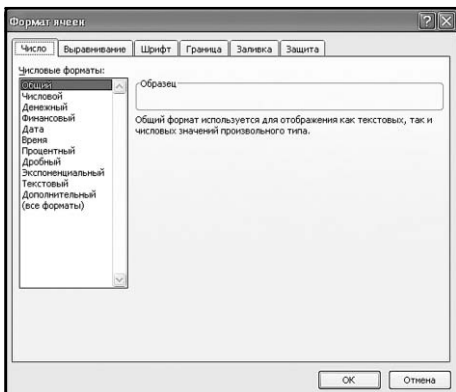 Формат ячеек
Число Выравнивание Шрифт Граница Заливка Защита
Числовые форматы:
Общий
Числовой
Денежный
Финансовый
Дата
Время
Процентный
Дробный
Экспоненциальный
Текстовый
Дополнительный
(все форматы)
Образец
Общий формат используется для отображения как текстовых, так и
числовых значений произвольного типа.
ОК Отмена